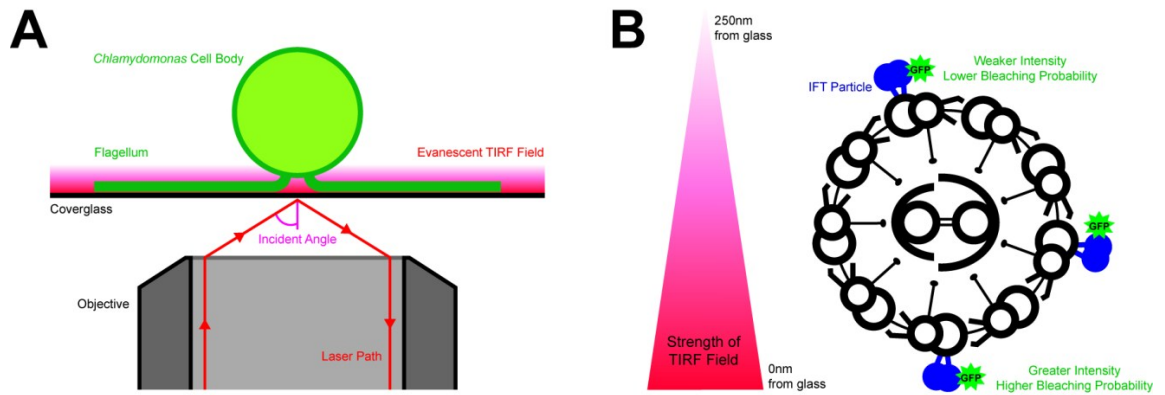 A
Chlamydomonas Cell Body
Flagellum
Evanescent TIRF Field
Coverglass
Incident Angle
Objective
Laser Path
B
250nm
from glass
GFP
Weaker Intensity
Lower Bleaching Probability
IFT Particle
GFP
Strength of
TIRF Field
0nm
from glass
GFP
Greater Intensity
Higher Bleaching Probability